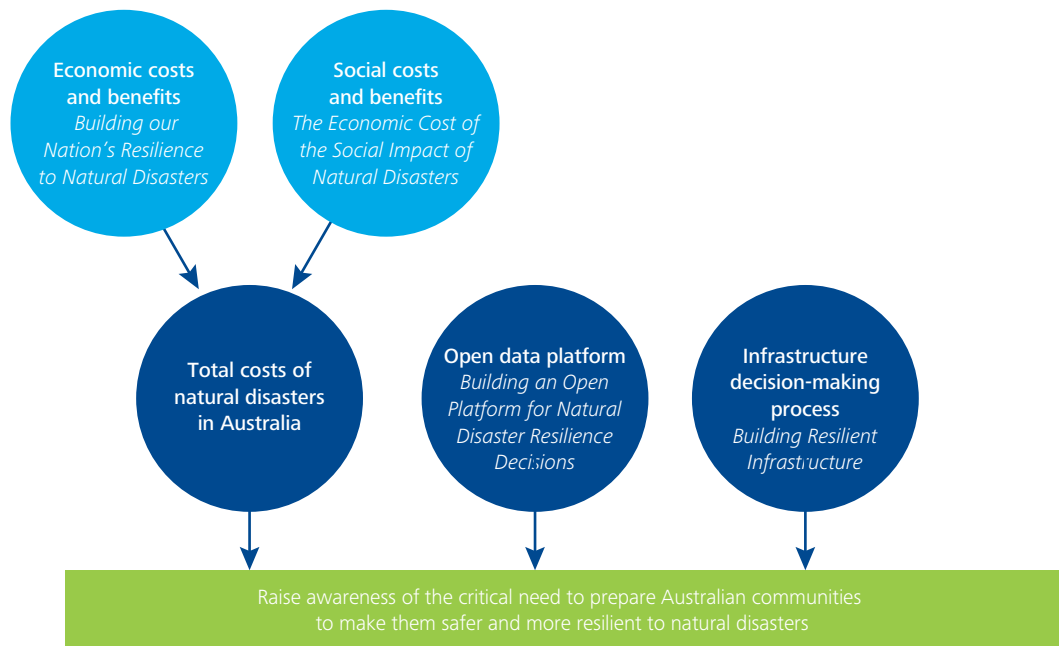 Economic costs
and benefits
Building our
Nation's Resilience
to Natural Disasters
Social costs
and benefits
The Economic Cost of
the Social Impact of
Natural Disasters
Total costs of
natural disasters
in Australia
Open data platform
Building an Open
Platform for Natural
Disaster Resilience
Decisions
Infrastructure
decision-making
process
Building Resilient
Infrastructure
Raise awareness of the critical need to prepare Australian communities
to make them safer and more resilient to natural disasters